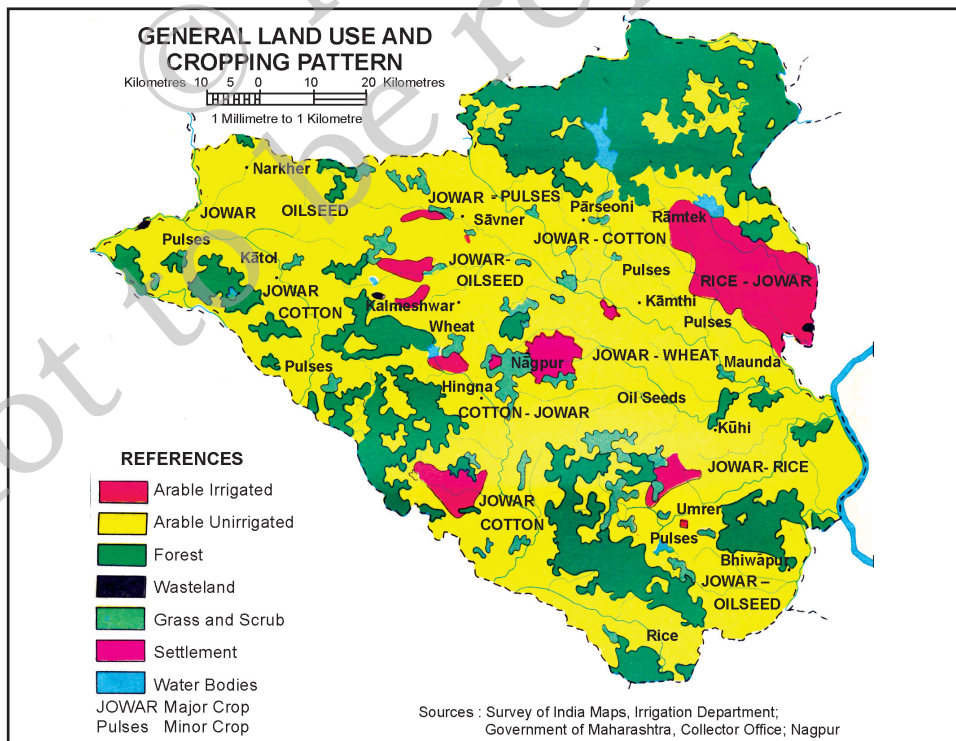 GENERAL LAND USE AND
CROPPING PATTERN
Kilometres 10 5 0 10 20 Kilometres
1 Millimetre to 1 Kilometre
Narkher
JOWAR
OILSEED
JOWAR - PULSES
Sāvner
Pārseoni
Rāmtek
Pulses
Kātol
JOWAR - COTTON
JOWAR-
OILSEED
Pulses
RICE - JOWAR
JOWAR
COTTON
Kalmeshwar
Kāmthi
Wheat
Pulses
JOWAR - WHEAT
Maunda
Pulses
Nāgpur
Hingna
Oil Seeds
COTTON - JOWAR
Kūhi
JOWAR- RICE
JOWAR
COTTON
Umrer
Pulses
Bhiwāpur
JOWAR –
OILSEED
Rice
REFERENCES
Arable Irrigated
Arable Unirrigated
Forest
Wasteland
Grass and Scrub
Settlement
Water Bodies
JOWAR Major Crop
Pulses Minor Crop
Sources : Survey of India Maps, Irrigation Department;
Government of Maharashtra, Collector Office; Nagpur
not to be re
©